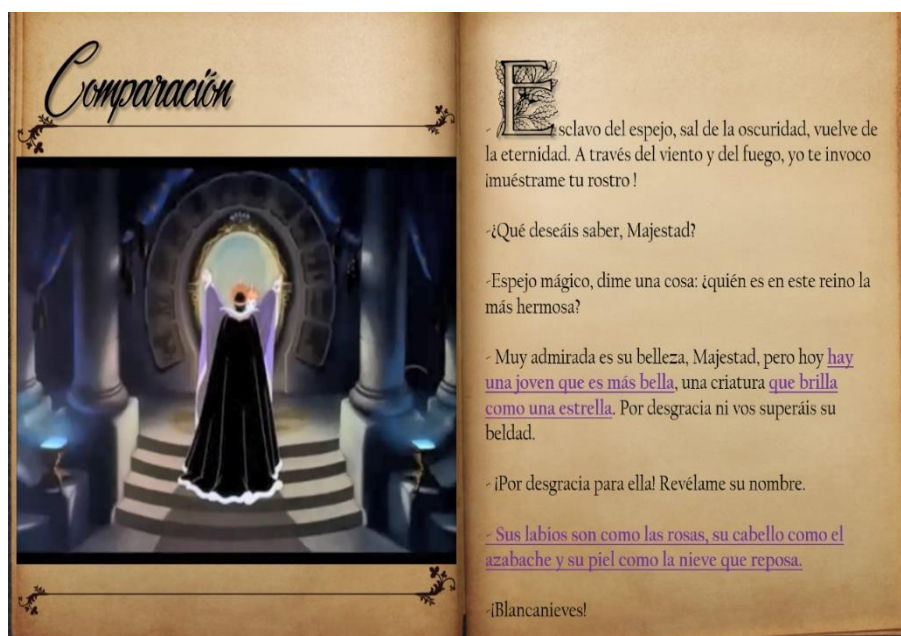 Comparación
- Esclavo del espejo, sal de la oscuridad, vuelve de
la eternidad. A través del viento y del fuego, yo te invoco
¡muéstrame tu rostro !
-¿Qué deseáis saber, Majestad?
-Espejo mágico, dime una cosa: ¿quién es en este reino la
más hermosa?
- Muy admirada es su belleza, Majestad, pero hoy hay
una joven que es más bella, una criatura que brilla
como una estrella. Por desgracia ni vos superáis su
beldad.
- ¡Por desgracia para ella! Revélame su nombre.
- Sus labios son como las rosas, su cabello como el
azabache y su piel como la nieve que reposa.
-¡Blancanieves!